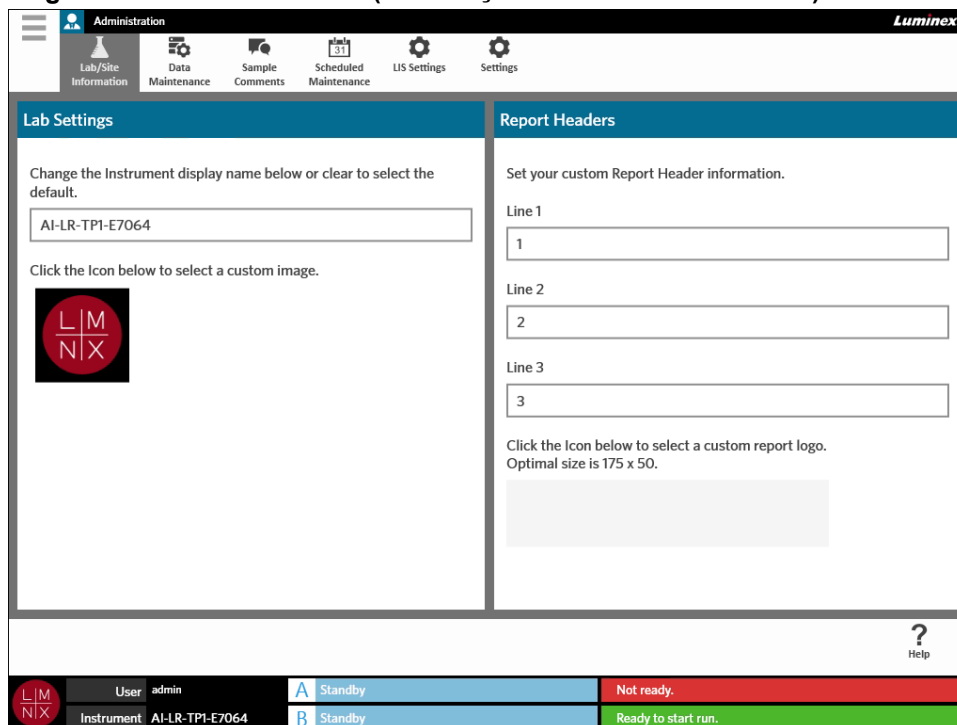 Administration
Luminex
Lab/Site
Information
Data
Maintenance
Sample
Comments
31
Scheduled
Maintenance
LIS Settings
Settings
Lab Settings
Change the Instrument display name below or clear to select the
default.
AI-LR-TP1-E7064
Click the Icon below to select a custom image.
L M
N X
Report Headers
Set your custom Report Header information.
Line 1
1
Line 2
2
Line 3
3
Click the Icon below to select a custom report logo.
Optimal size is 175 x 50.
?
Help
L M
N X
User admin
A Standby
Not ready.
Instrument AI-LR-TP1-E7064
B Standby
Ready to start run.